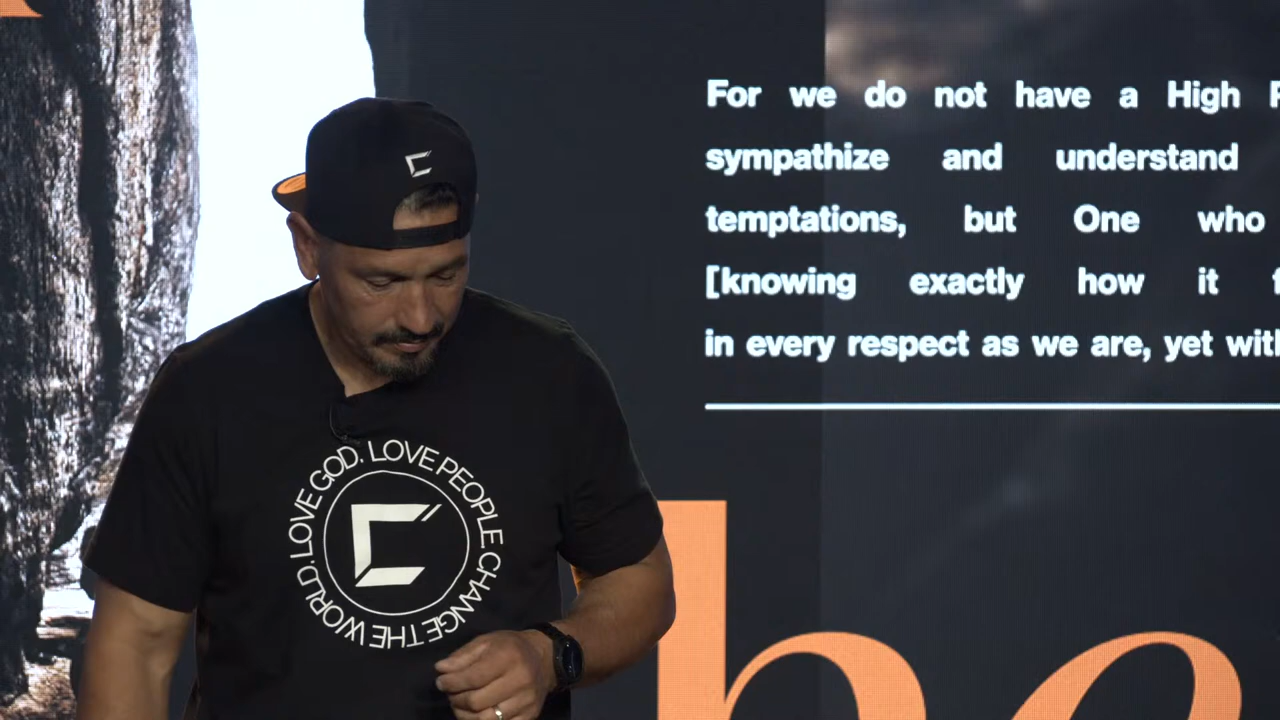 For we do not have a High
sympathize and understand
temptations, but One who
[knowing exactly how it
in every respect as we are, yet
LOVE GOD. LOVE PEOPLE. CHANGE THE WORLD.
he